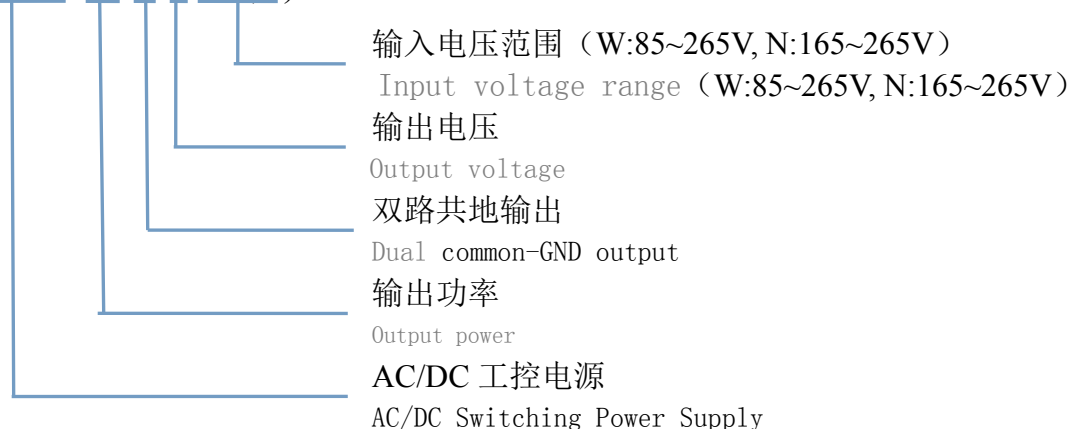 输入电压范围（W:85~265V, N:165~265V）
Input voltage range（W:85~265V, N:165~265V）
输出电压
Output voltage
双路共地输出
Dual common-GND output
输出功率
Output power
AC/DC 工控电源
AC/DC Switching Power Supply